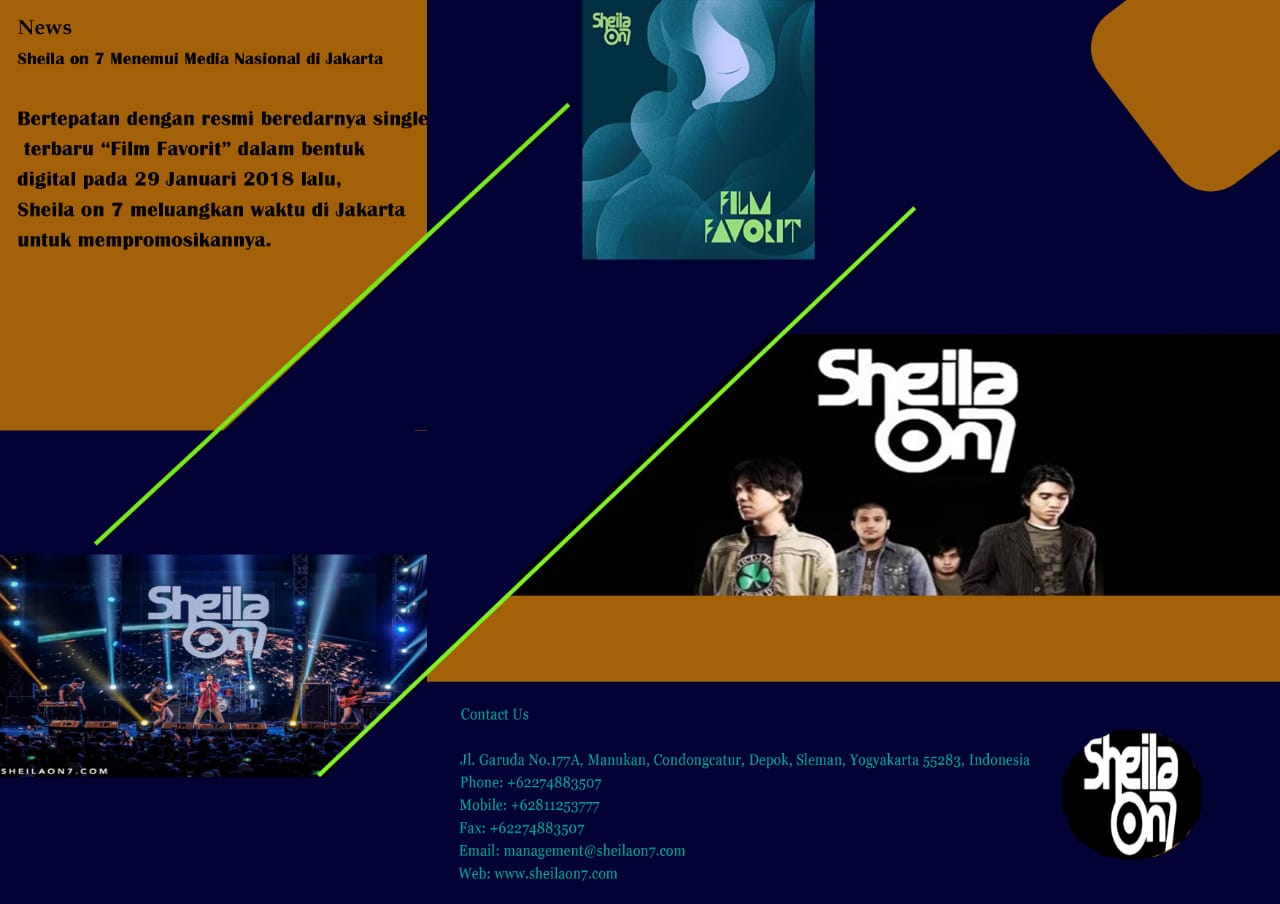 News
Sheila on 7 Menemui Media Nasional di Jakarta
Bertepatan dengan resmi beredarnya single
terbaru “Film Favorit” dalam bentuk
digital pada 29 Januari 2018 lalu,
Sheila on 7 meluangkan waktu di Jakarta
untuk mempromosikannya.
Sheila
On7
FILM
FAVORIT
Sheila
On7
Sheila
On7
SHEILAON7.COM
Contact Us
Jl. Garuda No.177A, Manukan, Condongcatur, Depok, Sleman, Yogyakarta 55283, Indonesia
Phone: +62274883507
Mobile: +62811253777
Fax: +62274883507
Email: management@sheilaon7.com
Web: www.sheilaon7.com
Sheila
On7